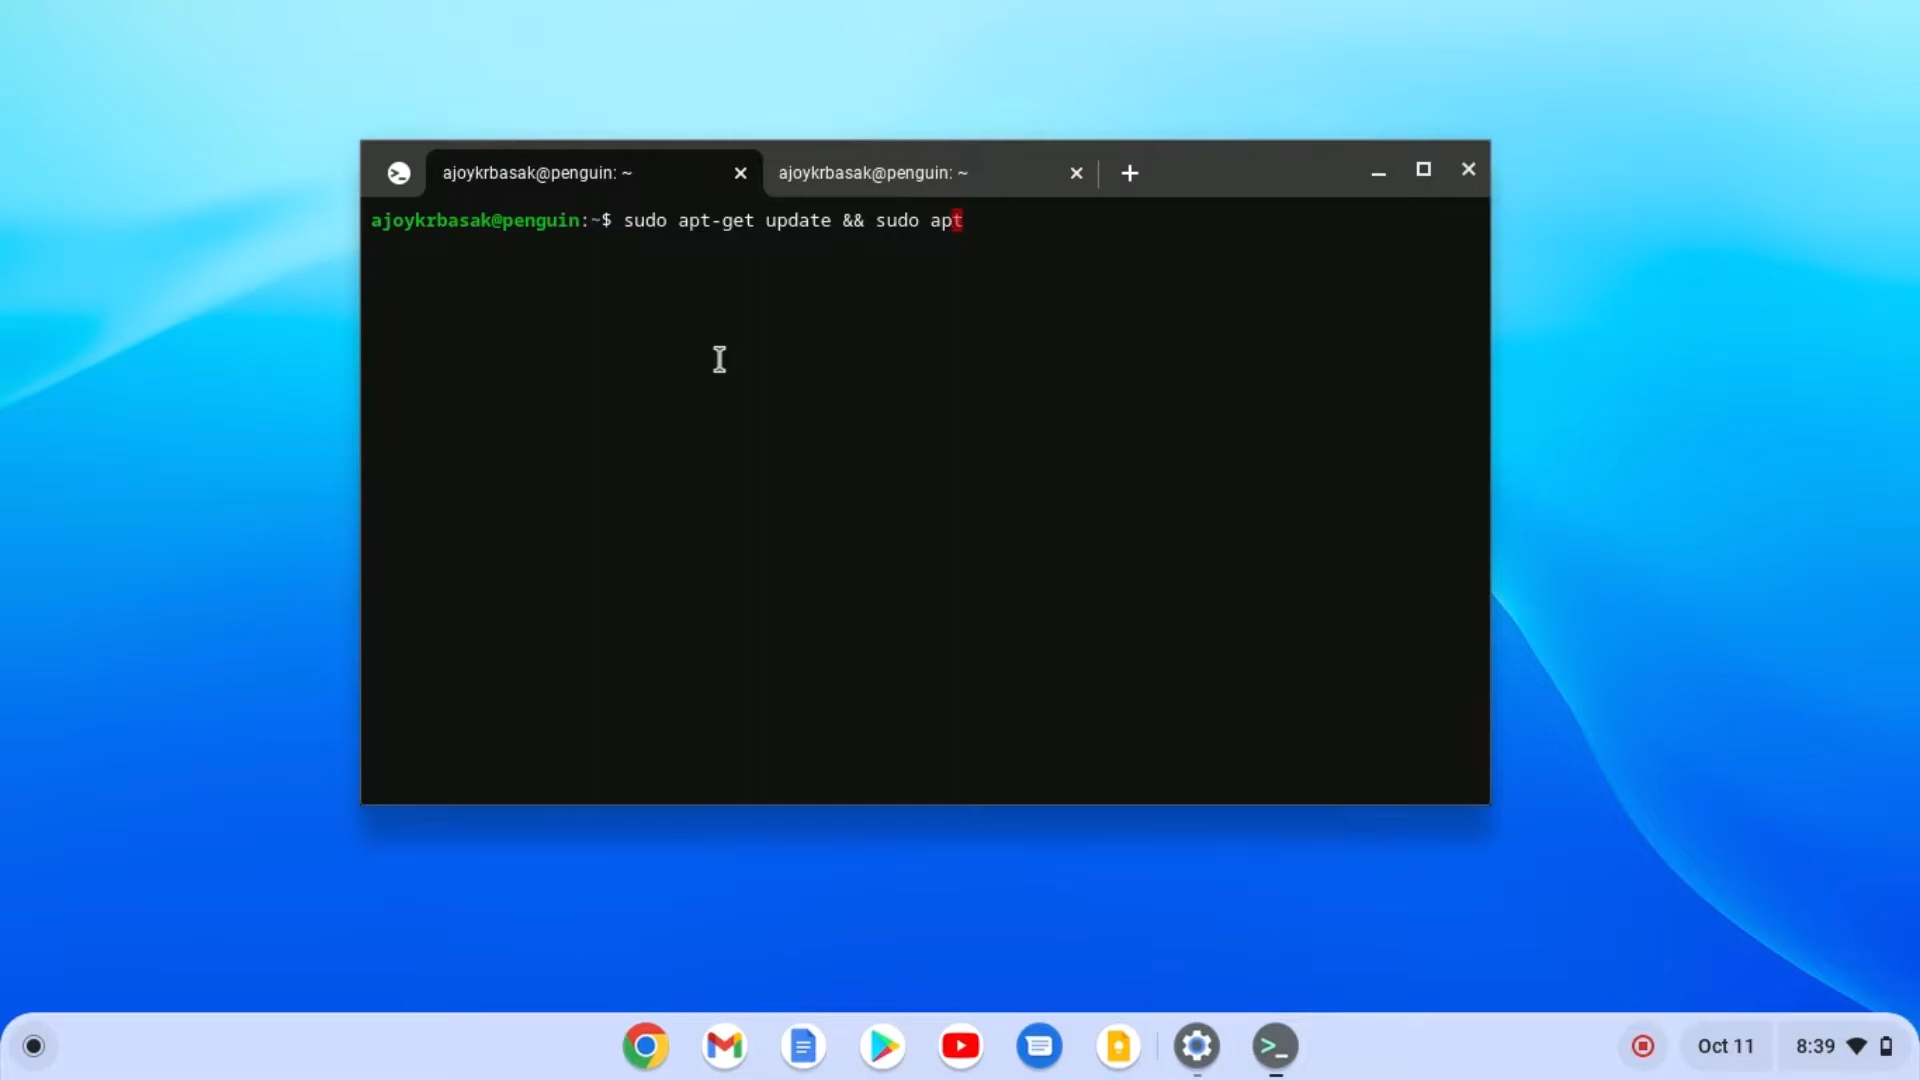 ajoykrbasak@penguin: ~
ajoykrbasak@penguin: ~
ajoykrbasak@penguin:~$ sudo apt-get update && sudo apt
Oct 11
8:39